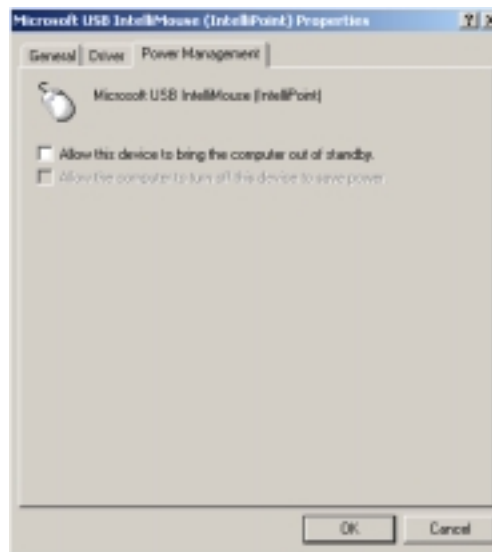 Microsoft USB IntelliMouse (IntelliPoint) Properties
General Driver Power Management
Microsoft USB IntelliMouse (IntelliPoint)
Allow this device to bring the computer out of standby.
Allow the computer to turn off this device to save power.
OK Cancel